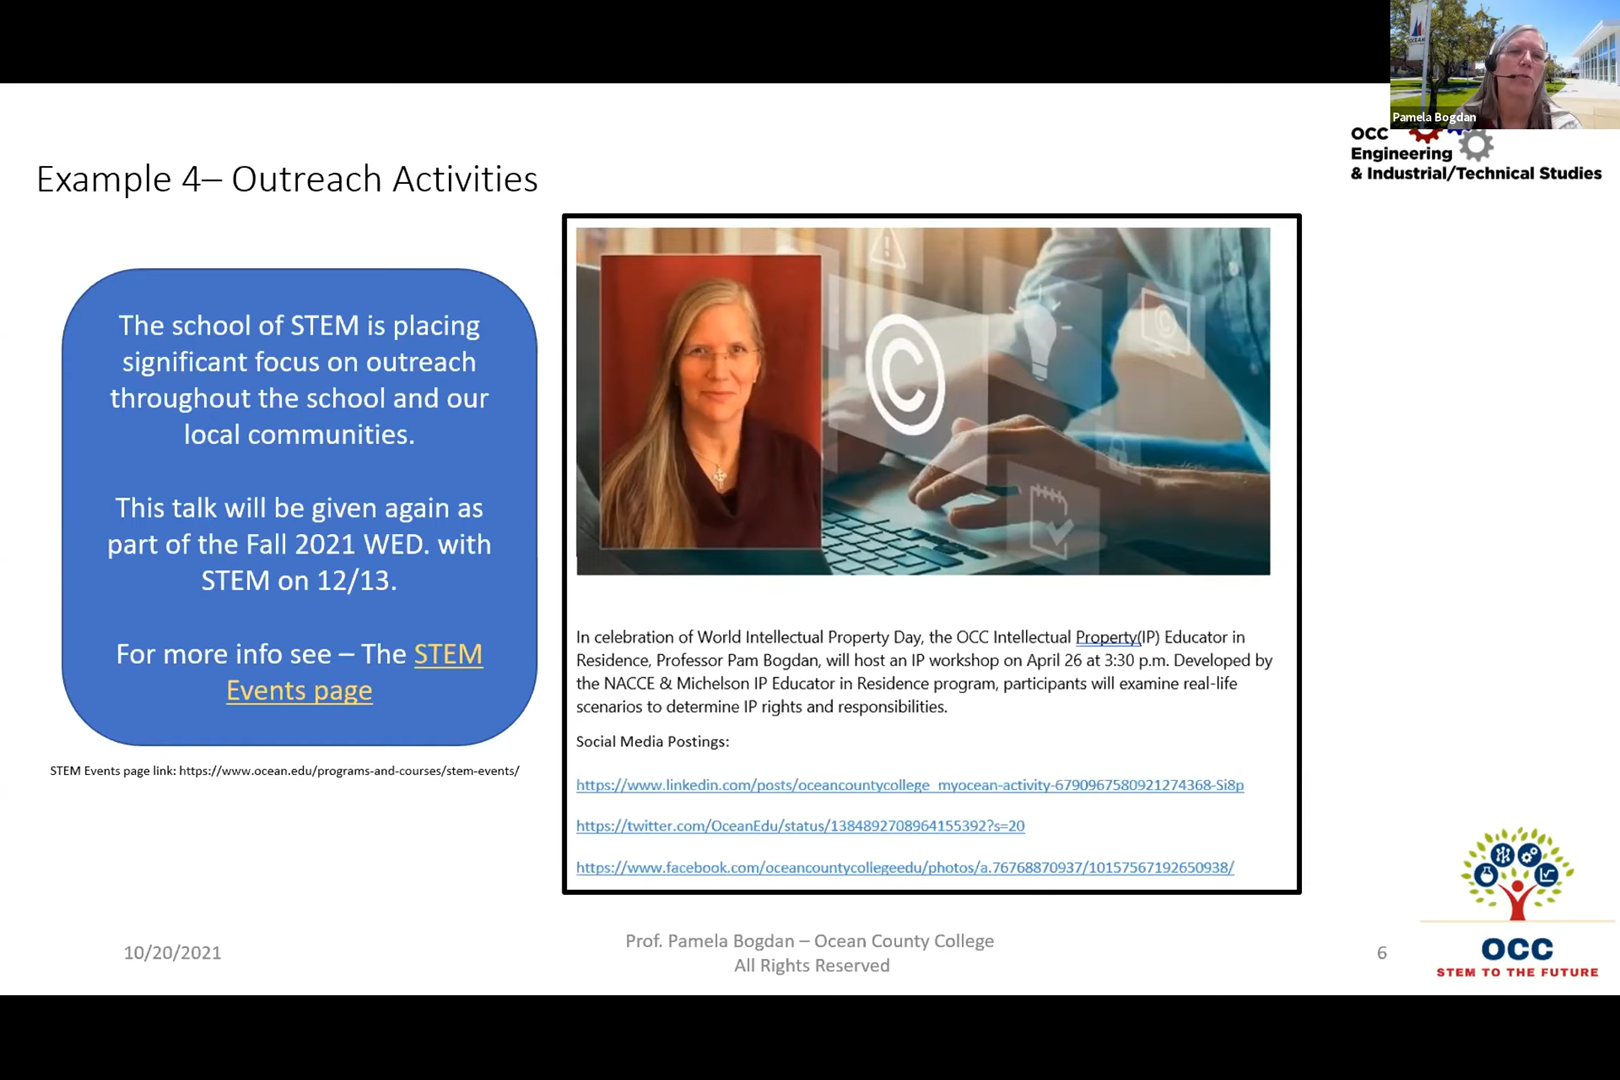 OCEAN
Pamela Bogdan
OCC
Engineering
& Industrial/Technical Studies
Example 4– Outreach Activities
The school of STEM is placing
significant focus on outreach
throughout the school and our
local communities.
This talk will be given again as
part of the Fall 2021 WED. with
STEM on 12/13.
For more info see – The STEM
Events page
STEM Events page link: https://www.ocean.edu/programs-and-courses/stem-events/
©
In celebration of World Intellectual Property Day, the OCC Intellectual Property(IP) Educator in
Residence, Professor Pam Bogdan, will host an IP workshop on April 26 at 3:30 p.m. Developed by
the NACCE & Michelson IP Educator in Residence program, participants will examine real-life
scenarios to determine IP rights and responsibilities.
Social Media Postings:
https://www.linkedin.com/posts/oceancountycollege_myocean-activity-6790967580921274368-Si8p
https://twitter.com/OceanEdu/status/1384892708964155392?s=20
https://www.facebook.com/oceancountycollegeedu/photos/a.76768870937/10157567192650938/
10/20/2021
Prof. Pamela Bogdan – Ocean County College
All Rights Reserved
6
OCC
STEM TO THE FUTURE